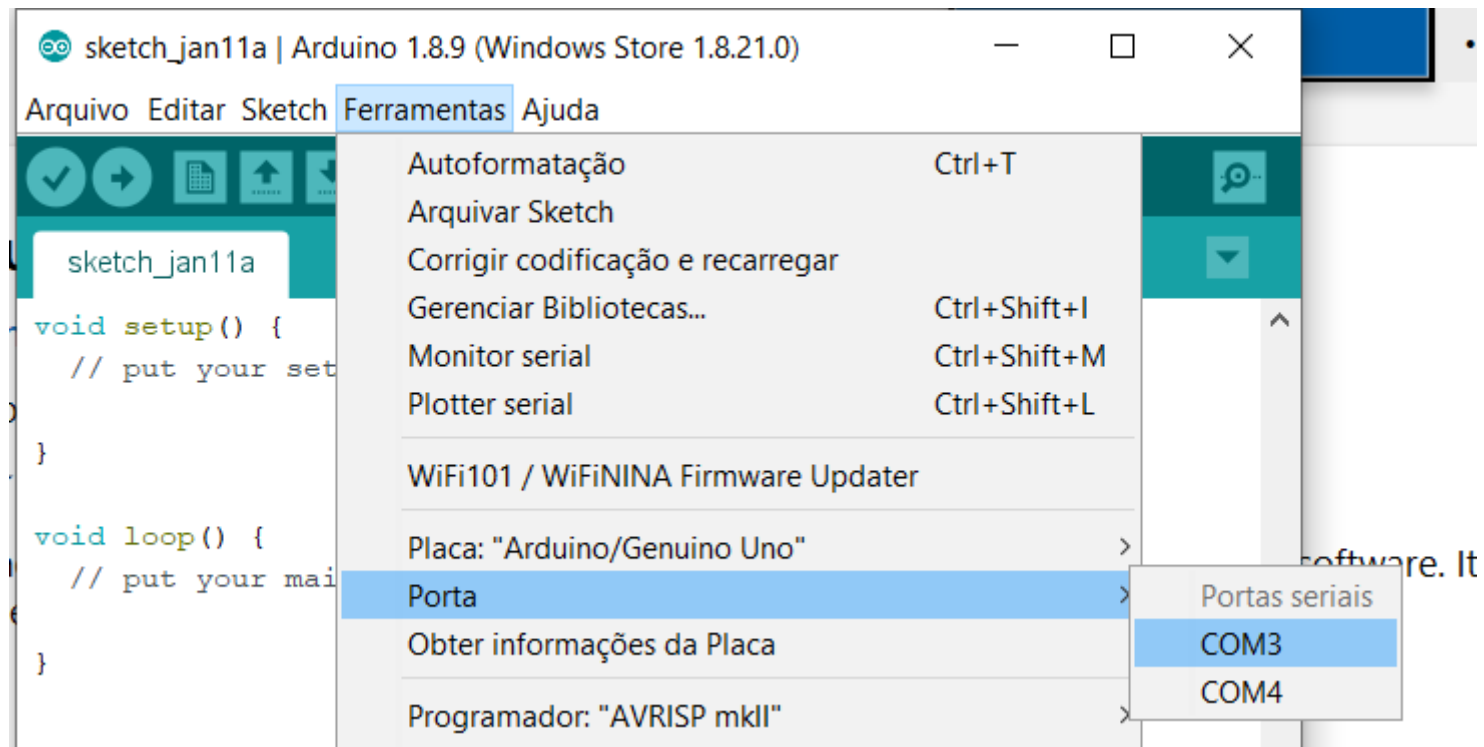 sketch_jan11a | Arduino 1.8.9 (Windows Store 1.8.21.0)
Arquivo Editar Sketch Ferramentas Ajuda
Autoformatação Ctrl+T
Arquivar Sketch
sketch_jan11a
Corrigir codificação e recarregar
Gerenciar Bibliotecas... Ctrl+Shift+I
Monitor serial Ctrl+Shift+M
Plotter serial Ctrl+Shift+L
WiFi101 / WiFiNINA Firmware Updater
Placa: "Arduino/Genuino Uno"
Porta
Obter informações da Placa
Programador: "AVRISP mkII"
Portas seriais
COM3
COM4
void setup() {
// put your set
}
void loop() {
// put your mai
}
software. It